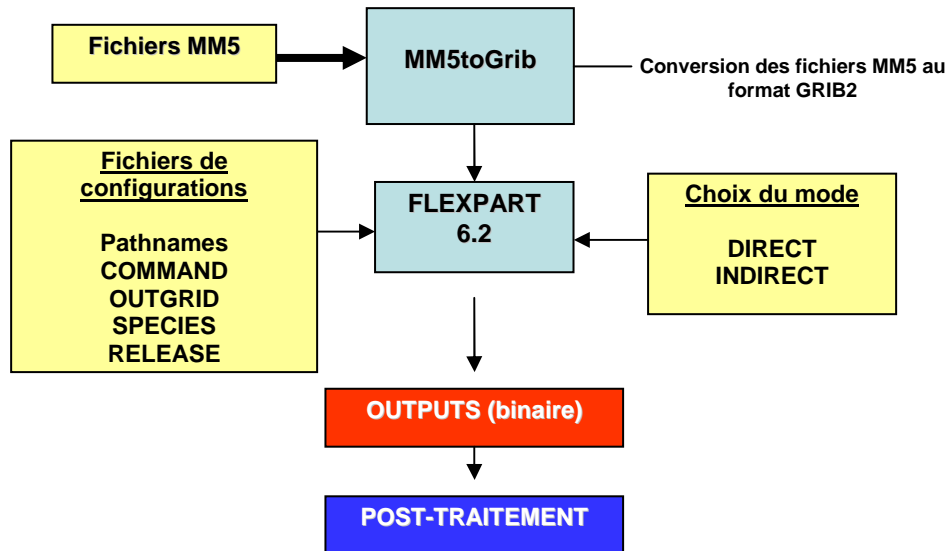 Fichiers MM5
MM5toGrib
Conversion des fichiers MM5 au
format GRIB2
Fichiers de
configurations
Pathnames
COMMAND
OUTGRID
SPECIES
RELEASE
FLEXPART
6.2
Choix du mode
DIRECT
INDIRECT
OUTPUTS (binaire)
POST-TRAITEMENT